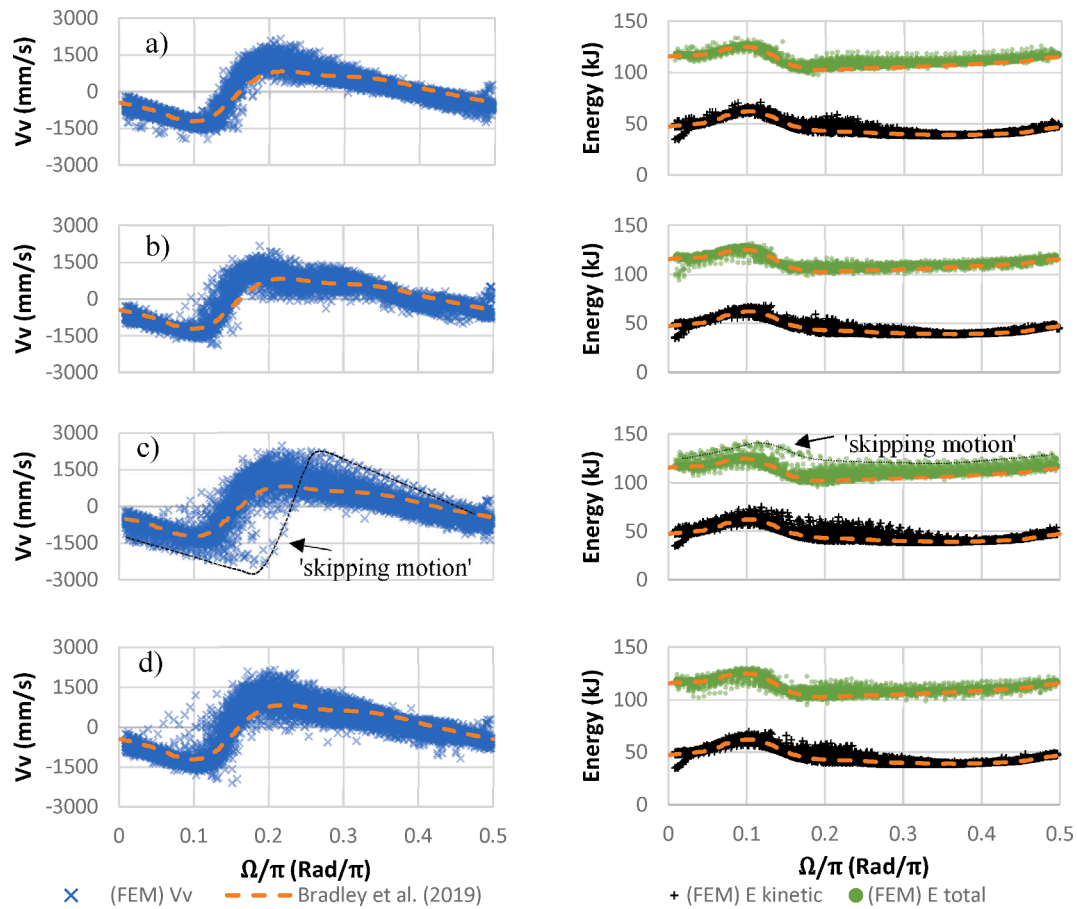 3000
1500
0
-1500
-3000
Vv (mm/s)
a)
150
100
50
0
Energy (kJ)
3000
1500
0
-1500
-3000
Vv (mm/s)
b)
150
100
50
0
Energy (kJ)
3000
1500
0
-1500
-3000
Vv (mm/s)
c)
'skipping motion'
150
100
50
0
Energy (kJ)
'skipping motion'
3000
1500
0
-1500
-3000
Vv (mm/s)
d)
0 0.1 0.2 0.3 0.4 0.5
Ω/π (Rad/π)
(FEM) Vv
Bradley et al. (2019)
150
100
50
0
Energy (kJ)
0 0.1 0.2 0.3 0.4 0.5
Ω/π (Rad/π)
(FEM) E kinetic
(FEM) E total